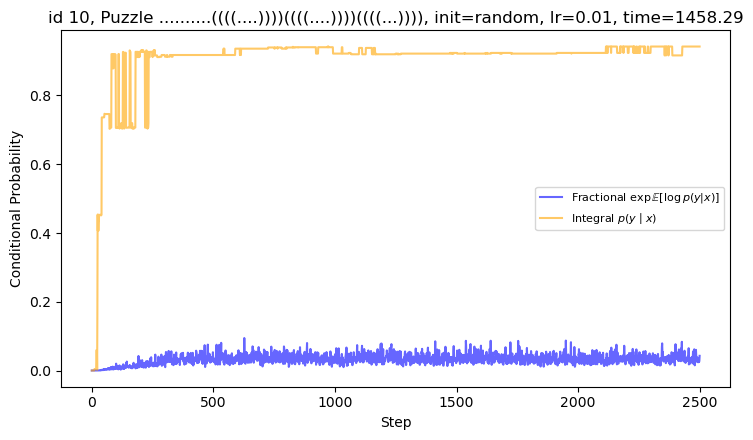 id 10, Puzzle ..........((((....))))((((....))))((((...)))), init=random, lr=0.01, time=1458.29
Conditional Probability
0.8
0.6
0.4
0.2
0.0
Fractional exp𝔼[log p(y|x)]
Integral p(y | x)
0
500
1000
1500
2000
2500
Step